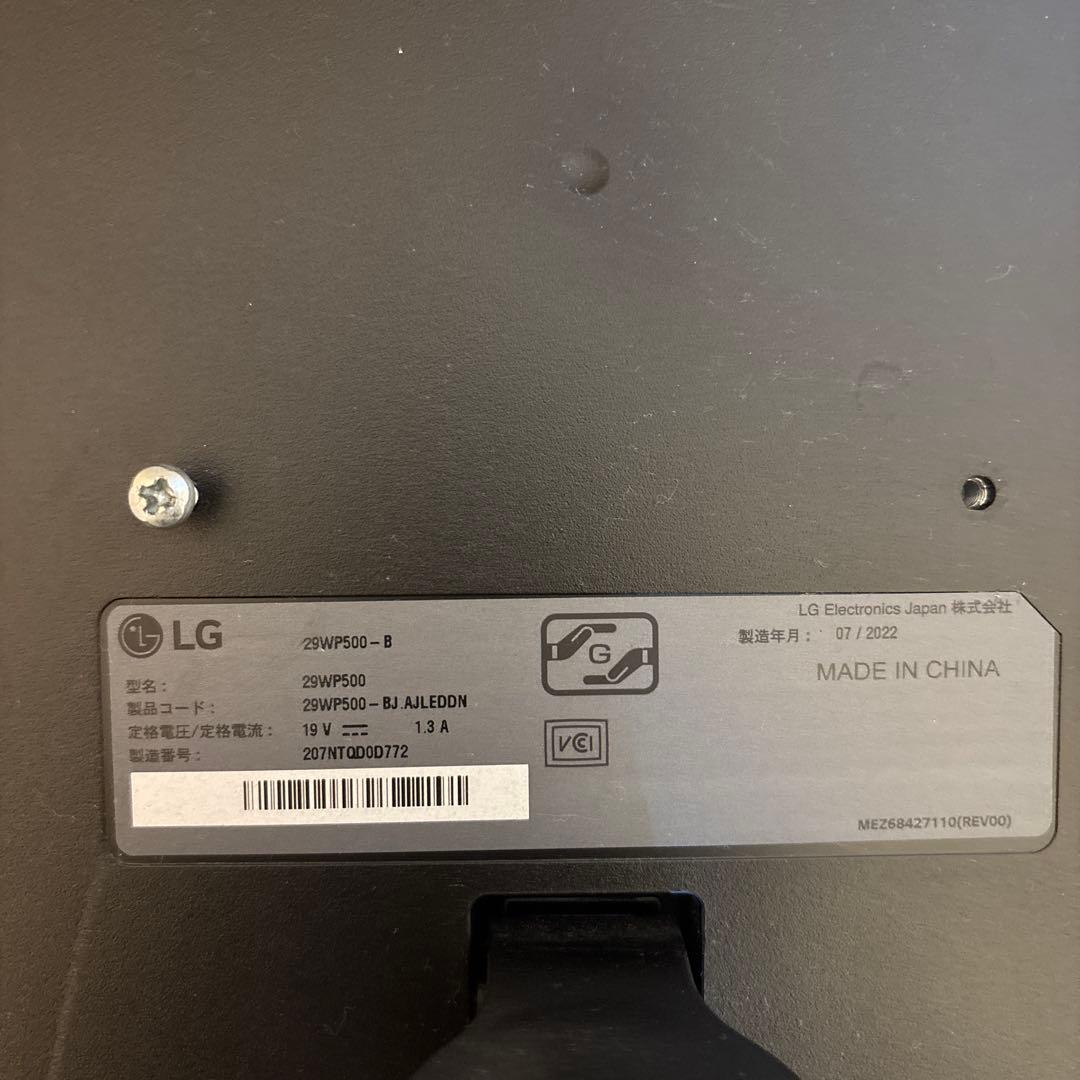 LG
29WP500-B
型名： 29WP500
製品コード： 29WP500-BJ.AJLEDDN
定格電圧/定格電流： 19 V ⎓ 1.3 A
製造番号： 207NTQD0D772
G
VCI
LG Electronics Japan 株式会社
製造年月： 07 / 2022
MADE IN CHINA
MEZ68427110(REV00)